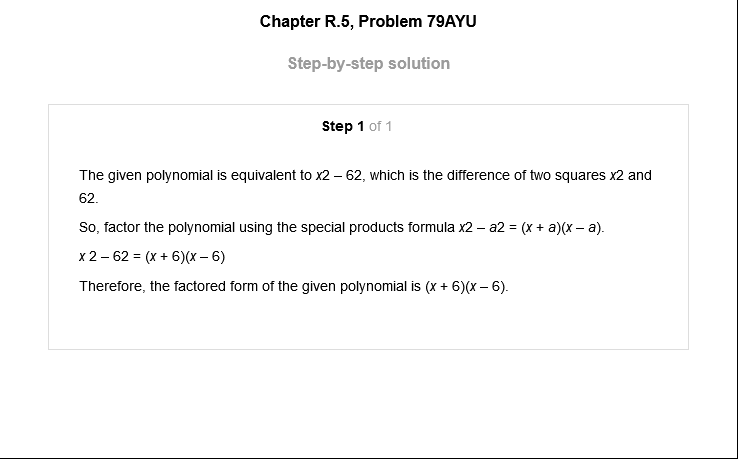 Chapter R.5, Problem 79AYU
Step-by-step solution
Step 1 of 1
The given polynomial is equivalent to x2 – 62, which is the difference of two squares x2 and
62.
So, factor the polynomial using the special products formula x2 – a2 = (x + a)(x – a).
x 2 – 62 = (x + 6)(x – 6)
Therefore, the factored form of the given polynomial is (x + 6)(x – 6).